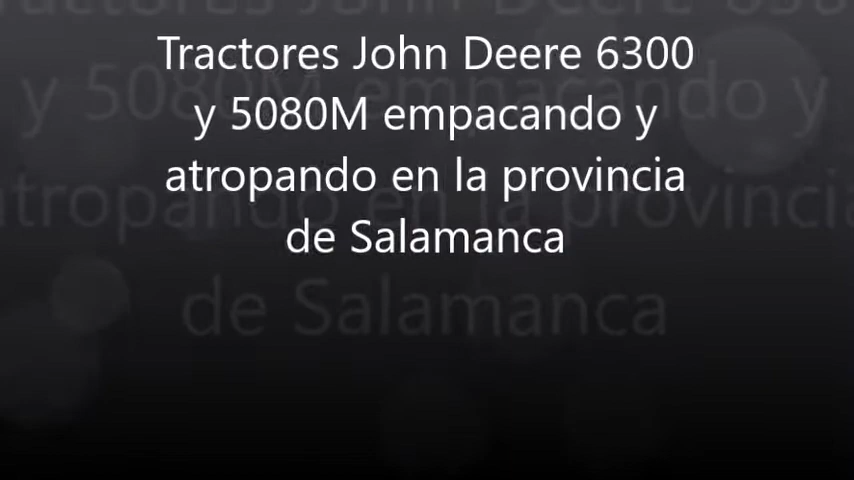 Tractores John Deere 6300
y 5080M empacando y
atropando en la provincia
de Salamanca